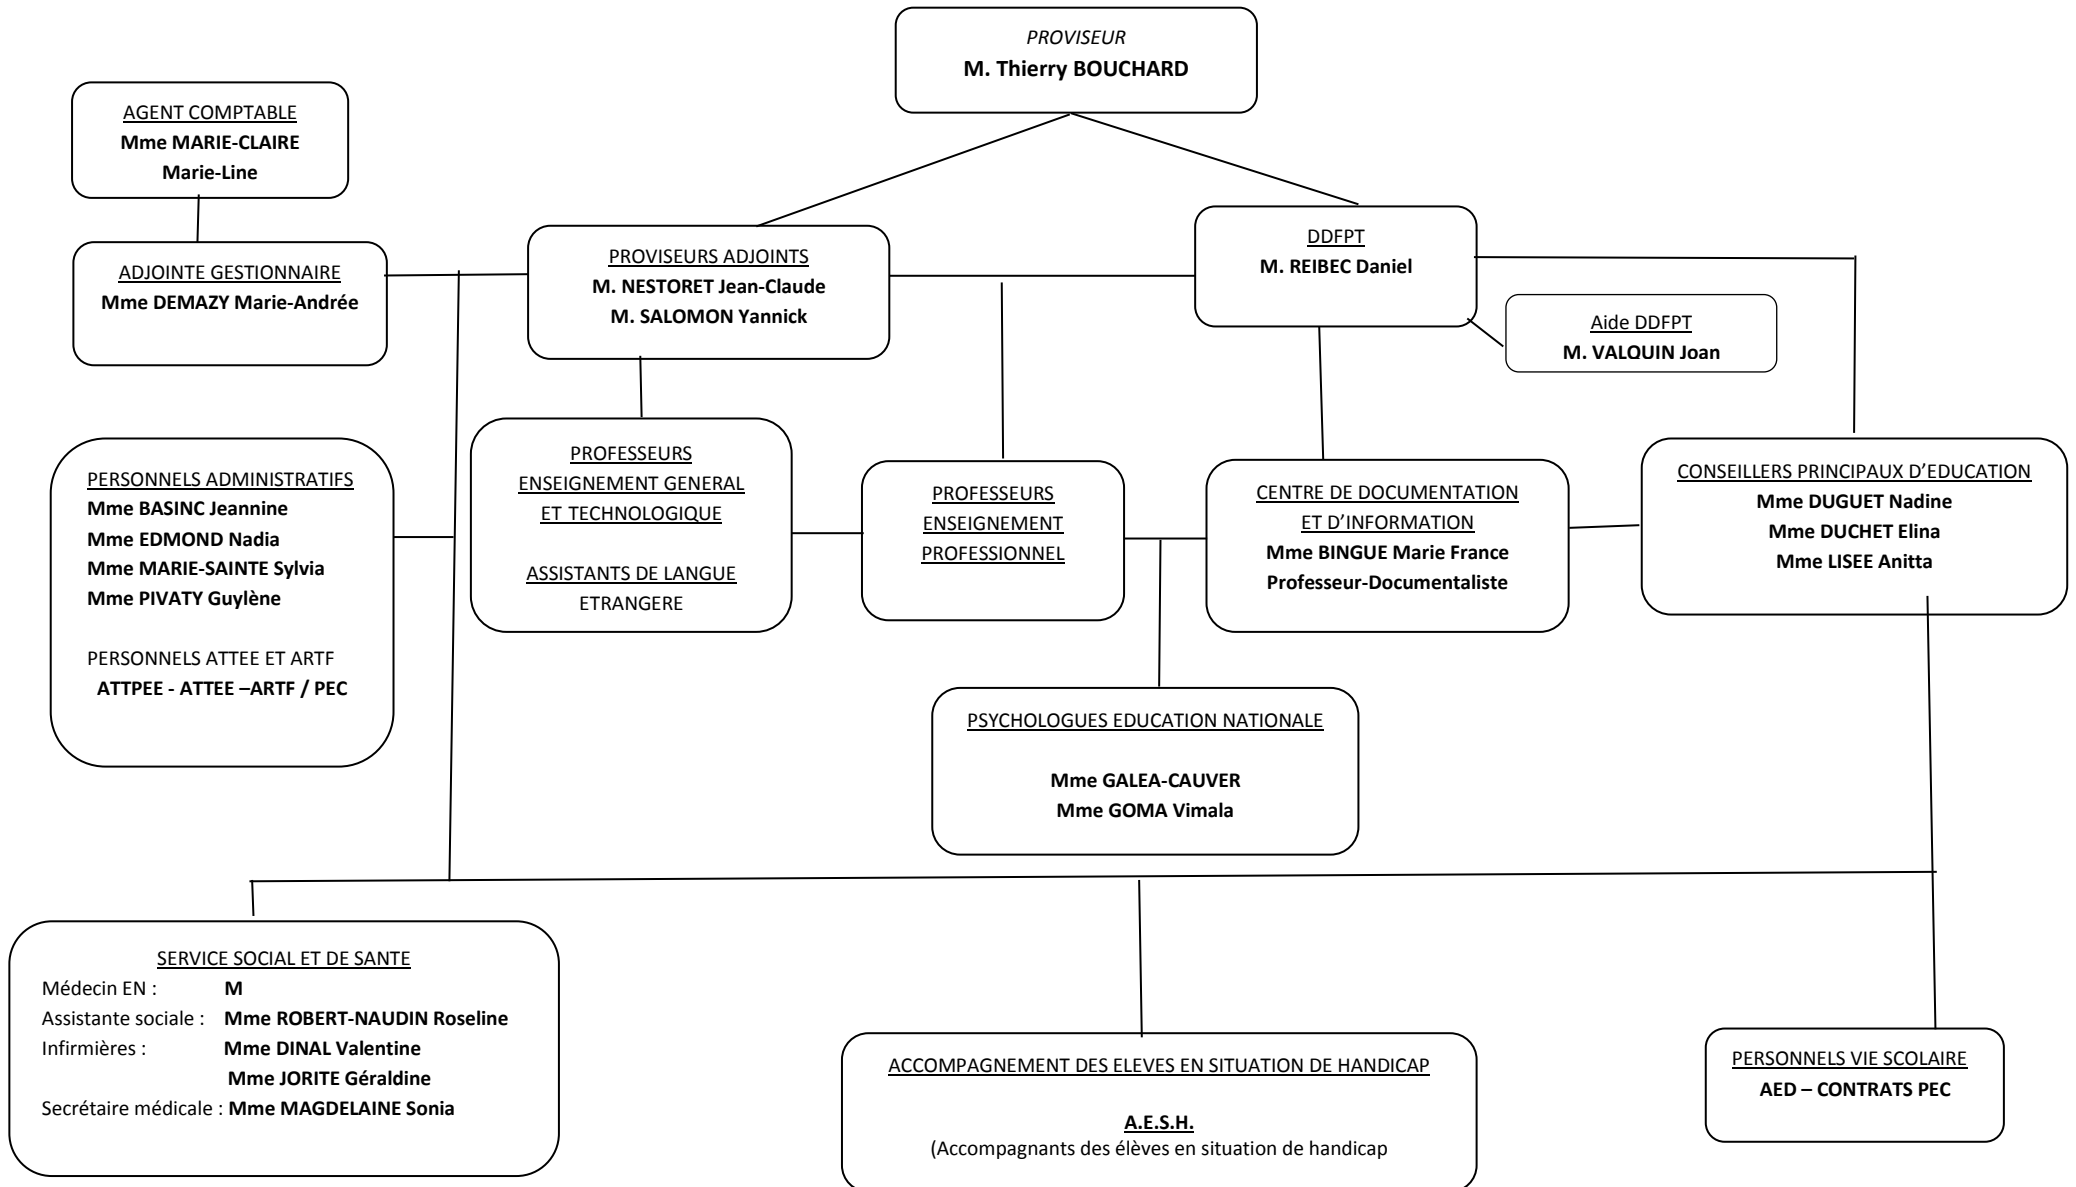 PROVISEUR
M. Thierry BOUCHARD
AGENT COMPTABLE
Mme MARIE-CLAIRE
Marie-Line
ADJOINTE GESTIONNAIRE
Mme DEMAZY Marie-Andrée
PROVISEURS ADJOINTS
M. NESTORET Jean-Claude
M. SALOMON Yannick
DDFPT
M. REIBEC Daniel
Aide DDFPT
M. VALQUIN Joan
PERSONNELS ADMINISTRATIFS
Mme BASINC Jeannine
Mme EDMOND Nadia
Mme MARIE-SAINTE Sylvia
Mme PIVATY Guylène
PERSONNELS ATTEE ET ARTF
ATTPEE - ATTEE –ARTF / PEC
PROFESSEURS
ENSEIGNEMENT GENERAL
ET TECHNOLOGIQUE
ASSISTANTS DE LANGUE
ETRANGERE
PROFESSEURS
ENSEIGNEMENT
PROFESSIONNEL
CENTRE DE DOCUMENTATION
ET D’INFORMATION
Mme BINGUE Marie France
Professeur-Documentaliste
CONSEILLERS PRINCIPAUX D’EDUCATION
Mme DUGUET Nadine
Mme DUCHET Elina
Mme LISEE Anitta
PSYCHOLOGUES EDUCATION NATIONALE
Mme GALEA-CAUVER
Mme GOMA Vimala
SERVICE SOCIAL ET DE SANTE
Médecin EN : M
Assistante sociale : Mme ROBERT-NAUDIN Roseline
Infirmières : Mme DINAL Valentine
Mme JORITE Géraldine
Secrétaire médicale : Mme MAGDELAINE Sonia
ACCOMPAGNEMENT DES ELEVES EN SITUATION DE HANDICAP
A.E.S.H.
(Accompagnants des élèves en situation de handicap
PERSONNELS VIE SCOLAIRE
AED – CONTRATS PEC